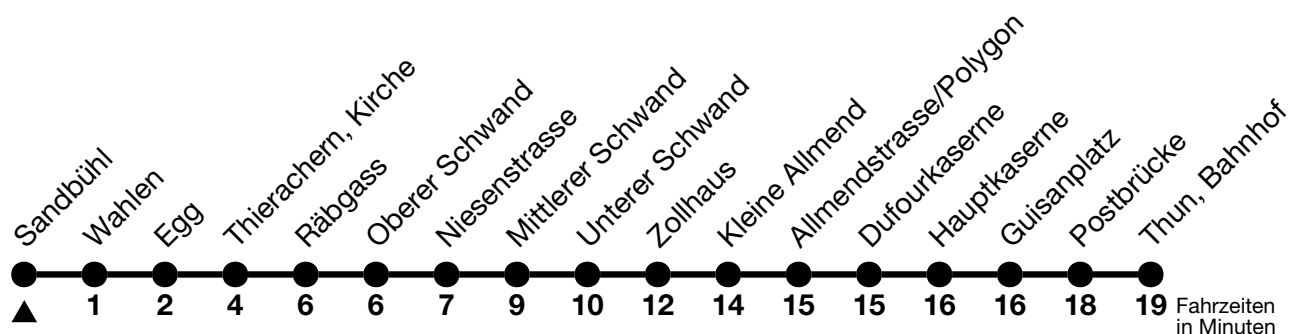 Sandbühl
Wahlen
Egg
Thierachern, Kirche
Räbgass
Oberer Schwand
Niesenstrasse
Mittlerer Schwand
Unterer Schwand
Zollhaus
Kleine Allmend
Allmendstrasse/Polygon
Dufourkaserne
Hauptkaserne
Guisanplatz
Postbrücke
Thun, Bahnhof
1 2 4 6 6 7 9 10 12 14 15 15 16 16 18 19 Fahrzeiten
in Minuten